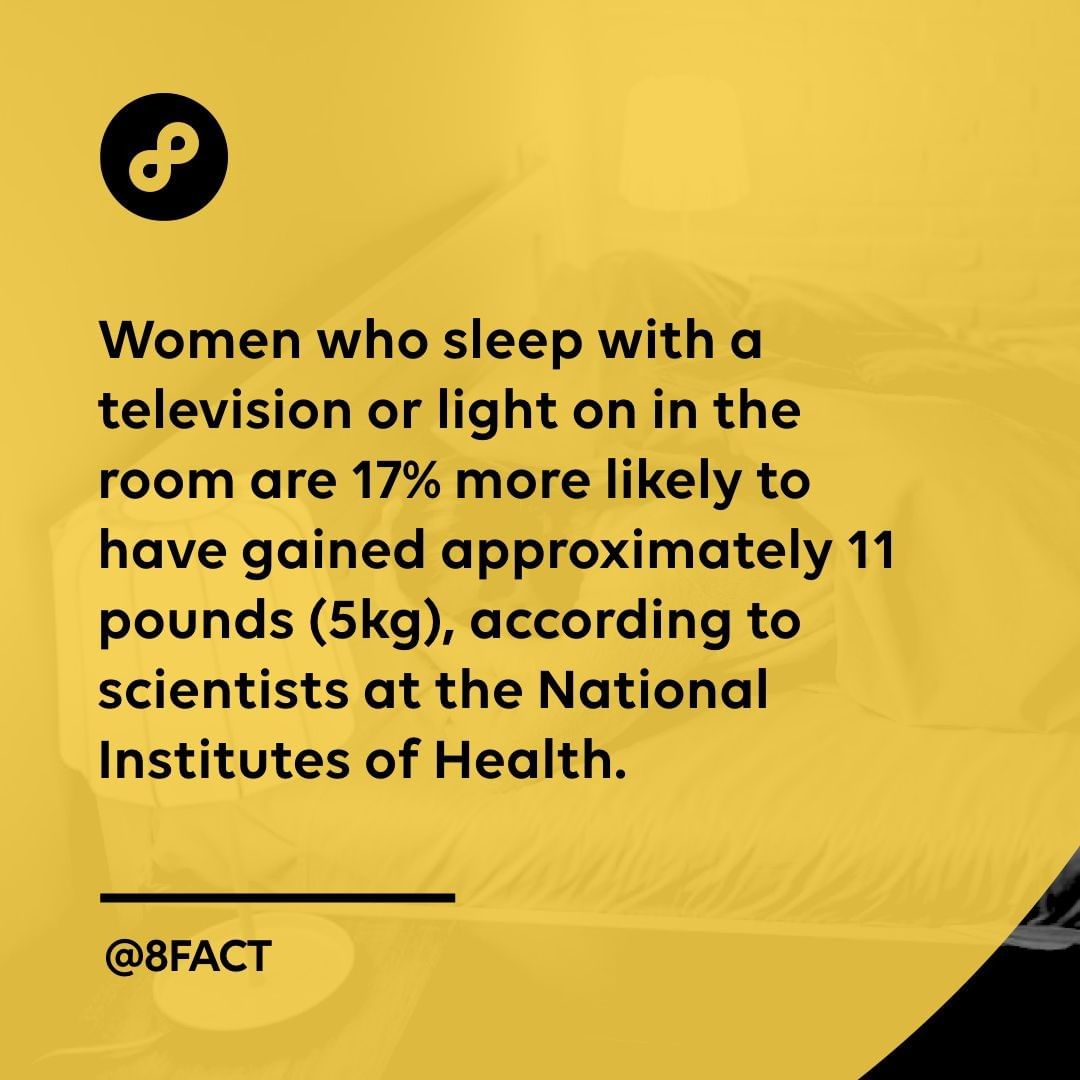 Women who sleep with a
television or light on in the
room are 17% more likely to
have gained approximately 11
pounds (5kg), according to
scientists at the National
Institutes of Health.
@8FACT